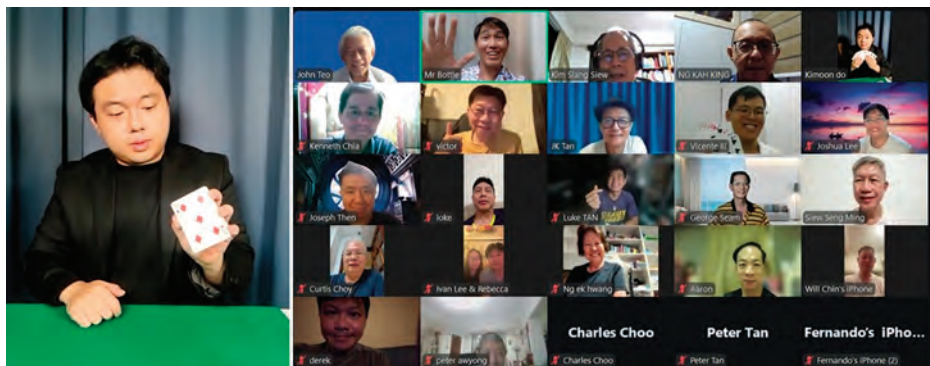 John Teo
Mr Bottle
Kim Siang Siew
NG KAH KING
Kimoon do
Kenneth Chia
victor
JK Tan
Vicente lll
Joshua Lee
Joseph Then
loke
Luke TAN
George Seam
Siew Seng Ming
Curtis Choy
Ivan Lee & Rebecca
Ng ek hwang
Aaron
Will Chin's iPhone
derek
peter awyong
Charles Choo
Charles Choo
Peter Tan
Peter Tan
Fernando's iPho...
Fernando's iPhone (2)